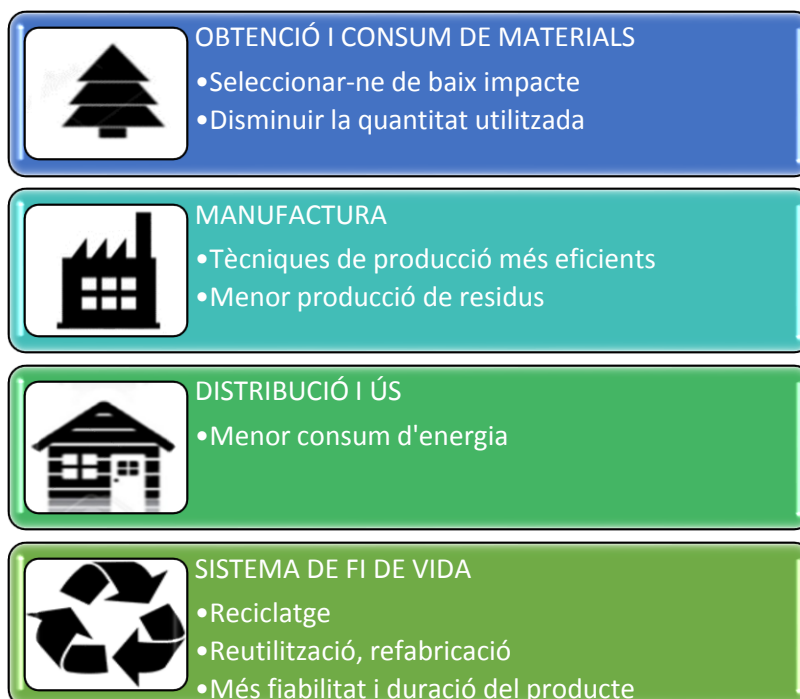 OBTENCIÓ I CONSUM DE MATERIALS
•Seleccionar-ne de baix impacte
•Disminuir la quantitat utilitzada
MANUFACTURA
•Tècniques de producció més eficients
•Menor producció de residus
DISTRIBUCIÓ I ÚS
•Menor consum d'energia
SISTEMA DE FI DE VIDA
•Reciclatge
•Reutilització, refabricació
•Més fiabilitat i duració del producte